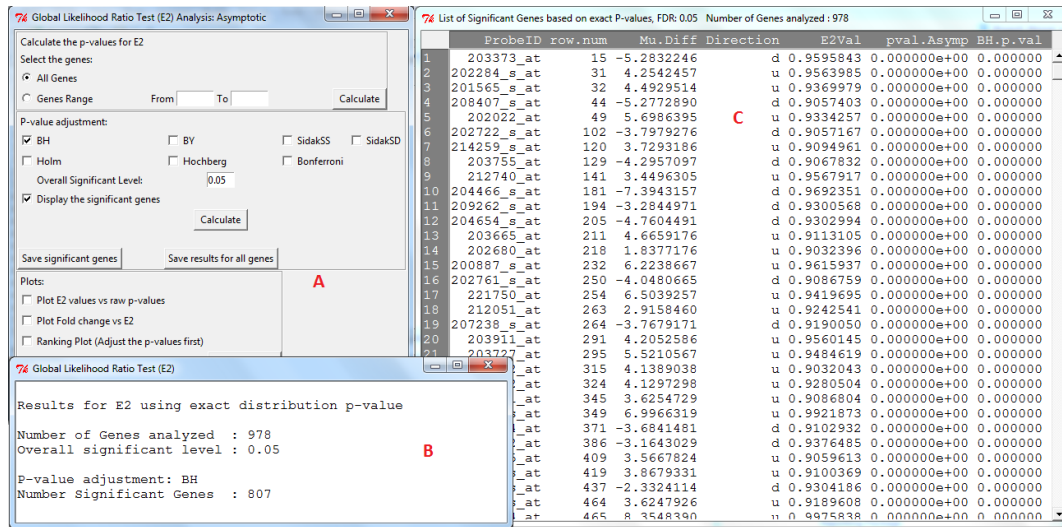 Global Likelihood Ratio Test (E2) Analysis: Asymptotic
Calculate the p-values for E2
Select the genes:
All Genes
Genes Range From To Calculate
P-value adjustment:
BH BY SidakSS SidakSD
Holm Hochberg Bonferroni
Overall Significant Level: 0.05
Display the significant genes
Calculate
Save significant genes Save results for all genes
A
Plots:
Plot E2 values vs raw p-values
Plot Fold change vs E2
Ranking Plot (Adjust the p-values first)
Global Likelihood Ratio Test (E2)
Results for E2 using exact distribution p-value
Number of Genes analyzed : 978
Overall significant level : 0.05
B
P-value adjustment: BH
Number Significant Genes : 807
List of Significant Genes based on exact P-values, FDR: 0.05 Number of Genes analyzed : 978
ProbeID row.num Mu.Diff Direction E2Val pval.Asymp BH.p.val
1 203373_at 15 -5.2832246 d 0.9595843 0.000000e+00 0.000000
2 202284_s_at 31 4.2542457 u 0.9563985 0.000000e+00 0.000000
3 201565_s_at 32 4.4929514 u 0.9369979 0.000000e+00 0.000000
4 208407_s_at 44 -5.2772890 d 0.9057403 0.000000e+00 0.000000
5 202022_at 49 5.6986395 u 0.9334257 0.000000e+00 0.000000
C
6 202722_s_at 102 -3.7979276 d 0.9057167 0.000000e+00 0.000000
7 214259_s_at 120 3.7293186 u 0.9094961 0.000000e+00 0.000000
8 203755_at 129 -4.2957097 d 0.9067832 0.000000e+00 0.000000
9 212740_at 141 3.4496305 u 0.9567917 0.000000e+00 0.000000
10 204466_s_at 181 -7.3943157 d 0.9692351 0.000000e+00 0.000000
11 209262_s_at 194 -3.2844971 d 0.9300568 0.000000e+00 0.000000
12 204654_s_at 205 -4.7604491 d 0.9302994 0.000000e+00 0.000000
13 203665_at 211 4.6659176 u 0.9113105 0.000000e+00 0.000000
14 202680_at 218 1.8377176 u 0.9032396 0.000000e+00 0.000000
15 200887_s_at 232 6.2238667 u 0.9615937 0.000000e+00 0.000000
16 202761_s_at 250 -4.0480665 d 0.9086759 0.000000e+00 0.000000
17 221750_at 254 6.5039257 u 0.9419695 0.000000e+00 0.000000
18 212051_at 263 2.9158460 u 0.9242541 0.000000e+00 0.000000
19 207238_s_at 264 -3.7679171 d 0.9190050 0.000000e+00 0.000000
20 203911_at 291 4.2052586 u 0.9560145 0.000000e+00 0.000000
21 203727_at 295 5.5210567 u 0.9484619 0.000000e+00 0.000000
_at 315 4.1389038 u 0.9032043 0.000000e+00 0.000000
_at 324 4.1297298 u 0.9280504 0.000000e+00 0.000000
_at 345 3.6254729 u 0.9086804 0.000000e+00 0.000000
_at 349 6.9966319 u 0.9921873 0.000000e+00 0.000000
_at 371 -3.6841481 d 0.9102932 0.000000e+00 0.000000
_at 386 -3.1643029 d 0.9376485 0.000000e+00 0.000000
_at 409 3.5667824 u 0.9059613 0.000000e+00 0.000000
_at 419 3.8679331 u 0.9100369 0.000000e+00 0.000000
_at 437 -2.3324114 d 0.9304186 0.000000e+00 0.000000
_at 464 3.6247926 u 0.9189608 0.000000e+00 0.000000
at 465 8.3548390 u 0.9975838 0.000000e+00 0.000000